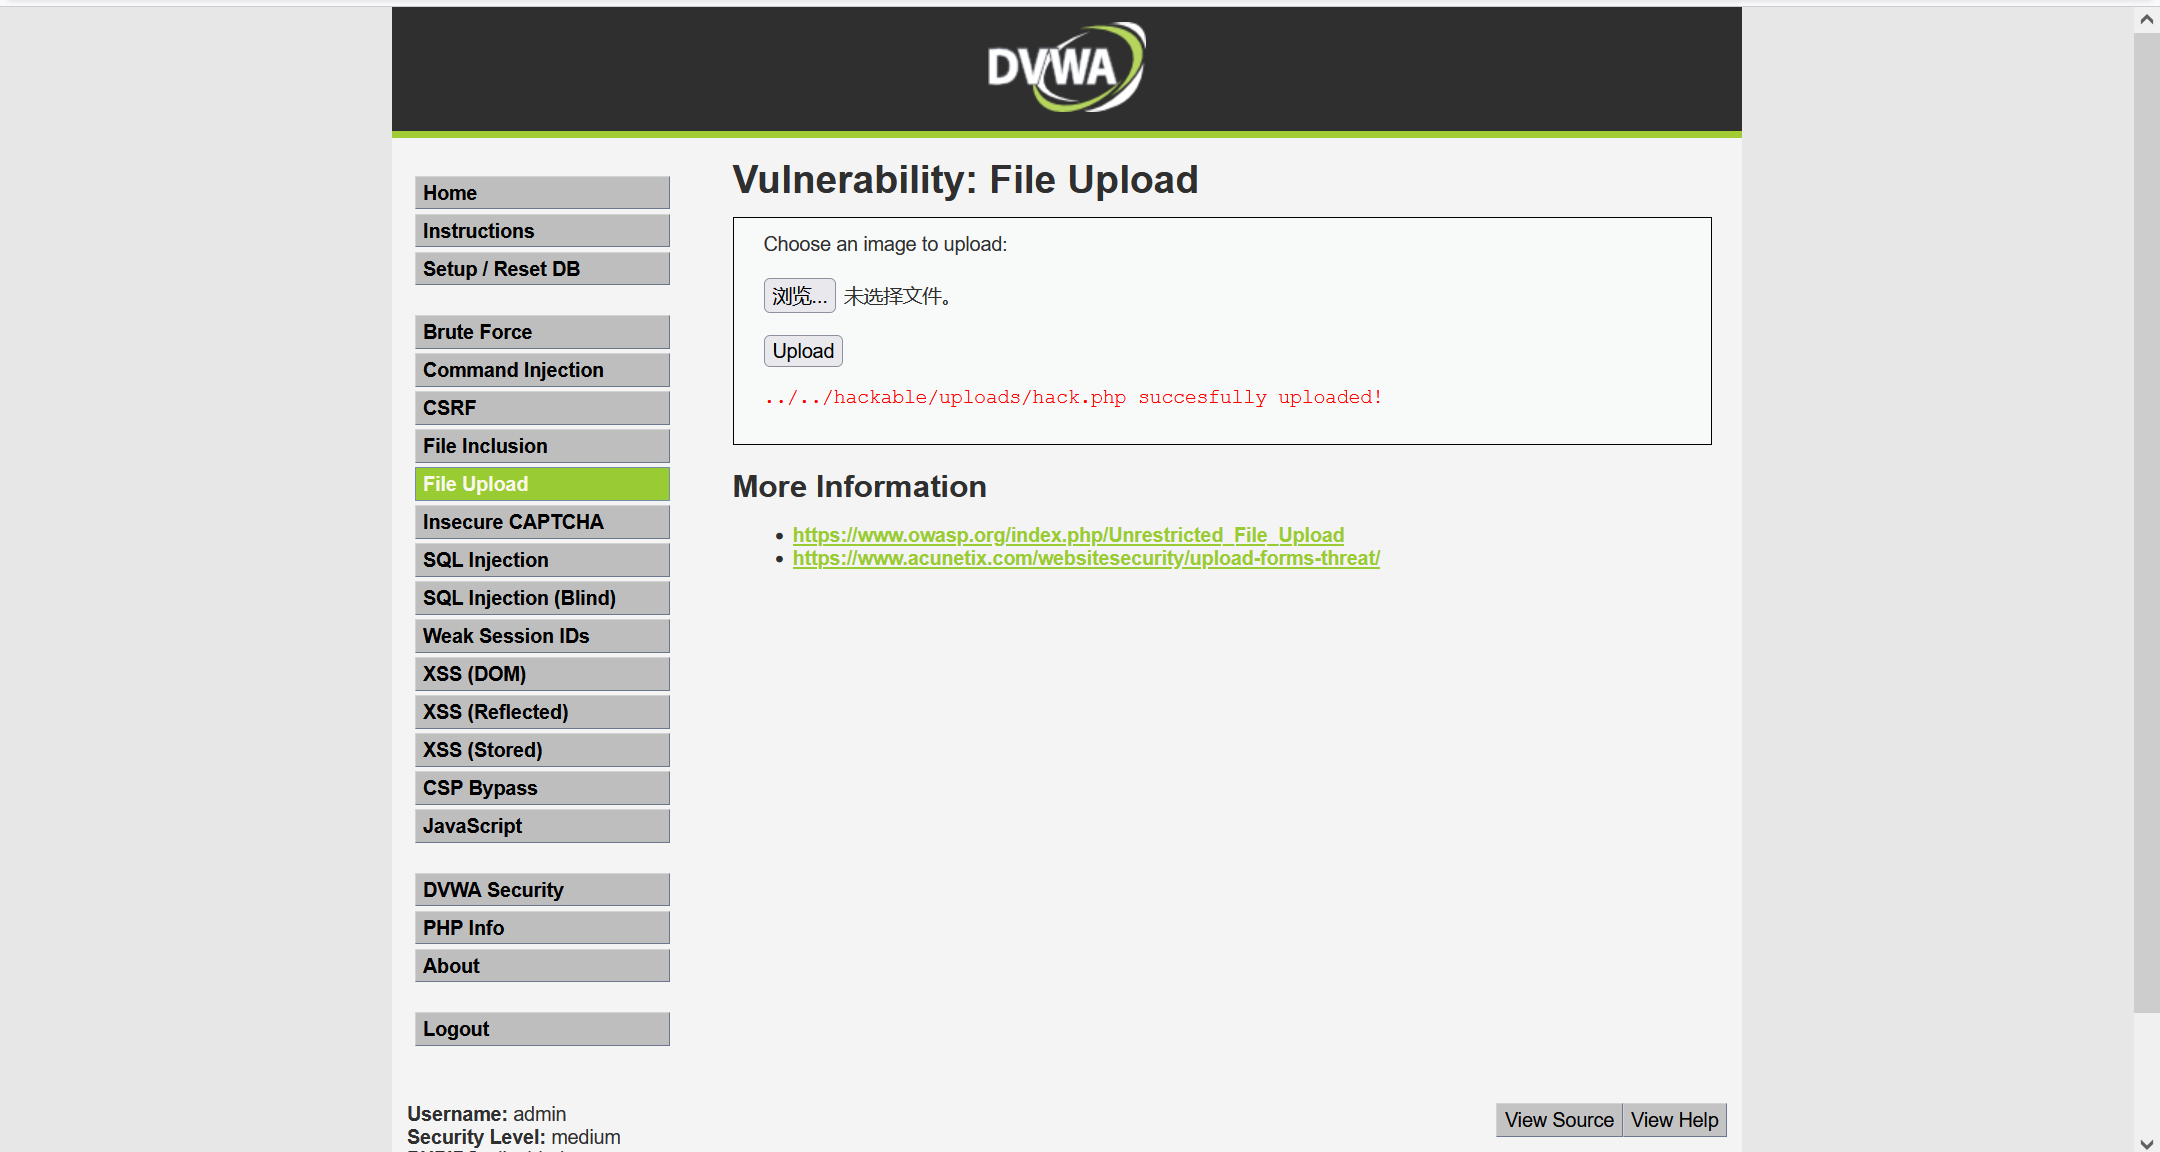 DVWA
Home
Instructions
Setup / Reset DB
Brute Force
Command Injection
CSRF
File Inclusion
File Upload
Insecure CAPTCHA
SQL Injection
SQL Injection (Blind)
Weak Session IDs
XSS (DOM)
XSS (Reflected)
XSS (Stored)
CSP Bypass
JavaScript
DVWA Security
PHP Info
About
Logout
Vulnerability: File Upload
Choose an image to upload:
浏览... 未选择文件。
Upload
../../hackable/uploads/hack.php succesfully uploaded!
More Information
https://www.owasp.org/index.php/Unrestricted_File_Upload
https://www.acunetix.com/websitesecurity/upload-forms-threat/
Username: admin
Security Level: medium
View Source View Help